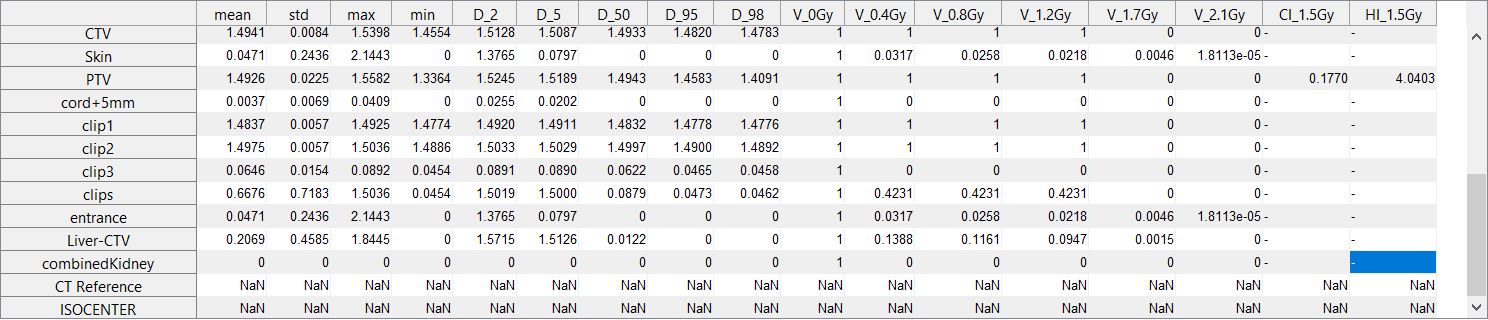 mean std max min D_2 D_5 D_50 D_95 D_98 V_0Gy V_0.4Gy V_0.8Gy V_1.2Gy V_1.7Gy V_2.1Gy CI_1.5Gy HI_1.5Gy
CTV 1.4941 0.0084 1.5398 1.4554 1.5128 1.5087 1.4933 1.4820 1.4783 1 1 1 1 0 0 - -
Skin 0.0471 0.2436 2.1443 0 1.3765 0.0797 0 0 0 1 0.0317 0.0258 0.0218 0.0046 1.8113e-05 - -
PTV 1.4926 0.0225 1.5582 1.3364 1.5245 1.5189 1.4943 1.4583 1.4091 1 1 1 1 0 0 0.1770 4.0403
cord+5mm 0.0037 0.0069 0.0409 0 0.0255 0.0202 0 0 0 1 0 0 0 0 0 - -
clip1 1.4837 0.0057 1.4925 1.4774 1.4920 1.4911 1.4832 1.4778 1.4776 1 1 1 1 0 0 - -
clip2 1.4975 0.0057 1.5036 1.4886 1.5033 1.5029 1.4997 1.4900 1.4892 1 1 1 1 0 0 - -
clip3 0.0646 0.0154 0.0892 0.0454 0.0891 0.0890 0.0622 0.0465 0.0458 1 0 0 0 0 0 - -
clips 0.6676 0.7183 1.5036 0.0454 1.5019 1.5000 0.0879 0.0473 0.0462 1 0.4231 0.4231 0.4231 0 0 - -
entrance 0.0471 0.2436 2.1443 0 1.3765 0.0797 0 0 0 1 0.0317 0.0258 0.0218 0.0046 1.8113e-05 - -
Liver-CTV 0.2069 0.4585 1.8445 0 1.5715 1.5126 0.0122 0 0 1 0.1388 0.1161 0.0947 0.0015 0 - -
combinedKidney 0 0 0 0 0 0 0 0 0 1 0 0 0 0 0 - -
CT Reference NaN NaN NaN NaN NaN NaN NaN NaN NaN NaN NaN NaN NaN NaN NaN NaN NaN
ISOCENTER NaN NaN NaN NaN NaN NaN NaN NaN NaN NaN NaN NaN NaN NaN NaN NaN NaN